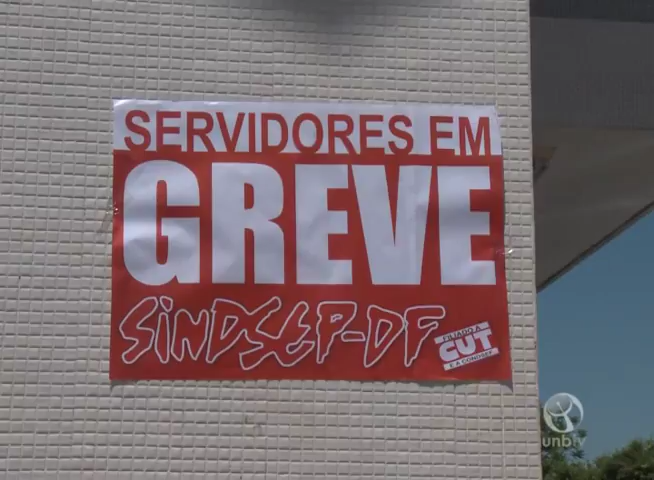 SERVIDORES EM
GREVE
SINDSEP-DF
FILIADO A
CUT
E A CONDSEF
unbtv